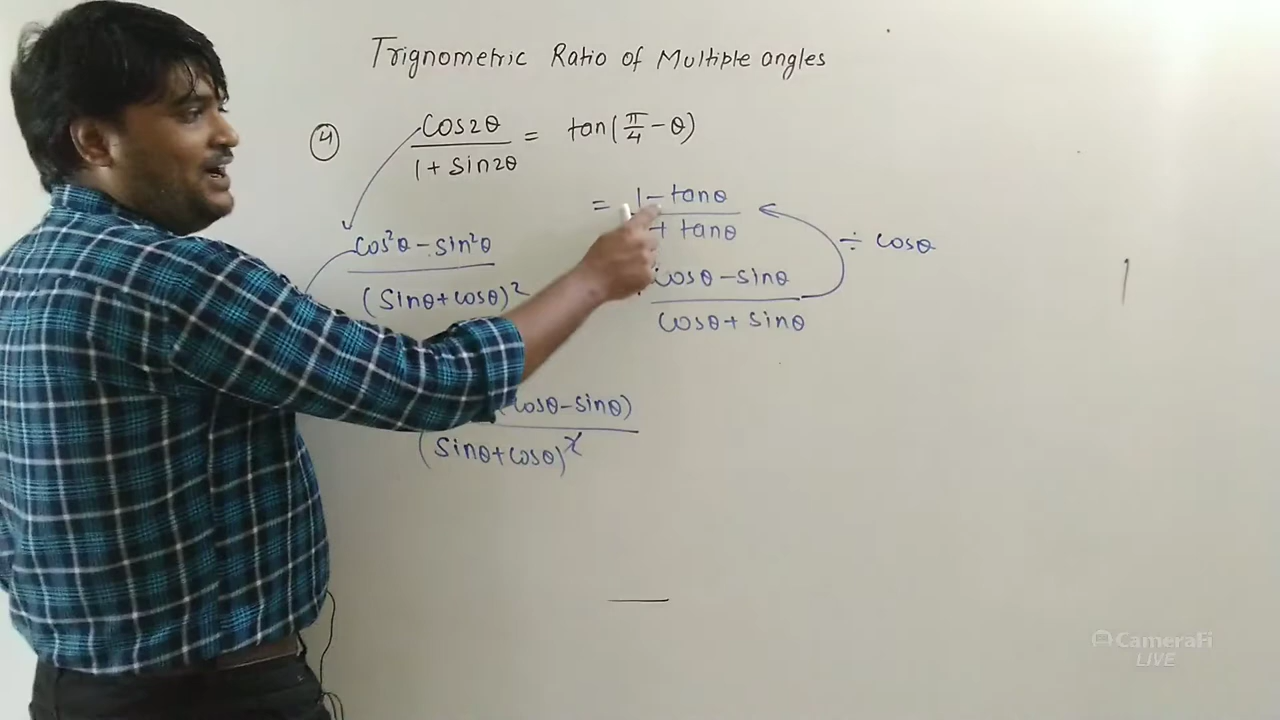 Trignometric Ratio of Multiple angles
④ cos2θ / 1 + sin2θ = tan(π/4 − θ)
= 1 − tanθ / + tanθ
÷ cosθ
cos²θ − sin²θ / (sinθ + cosθ)²
cosθ − sinθ / cosθ + sinθ
(cosθ − sinθ) / (sinθ + cosθ)²
CameraFi
LIVE